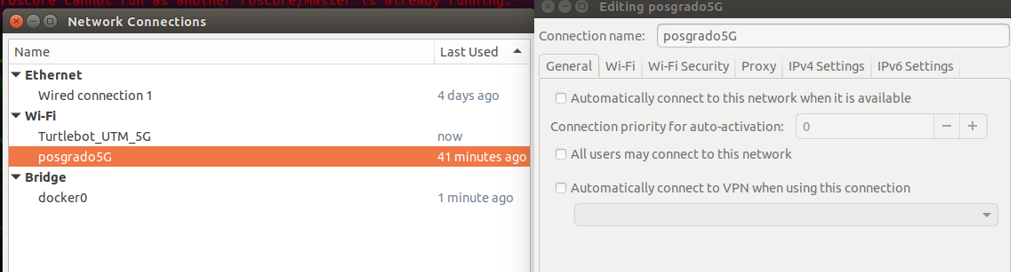 roscore cannot run as another roscore/master is already running.
Network Connections
Name Last Used
Ethernet
Wired connection 1 4 days ago
Wi-Fi
Turtlebot_UTM_5G now
posgrado5G 41 minutes ago
Bridge
docker0 1 minute ago
Editing posgrado5G
Connection name: posgrado5G
General Wi-Fi Wi-Fi Security Proxy IPv4 Settings IPv6 Settings
Automatically connect to this network when it is available
Connection priority for auto-activation: 0 − +
All users may connect to this network
Automatically connect to VPN when using this connection